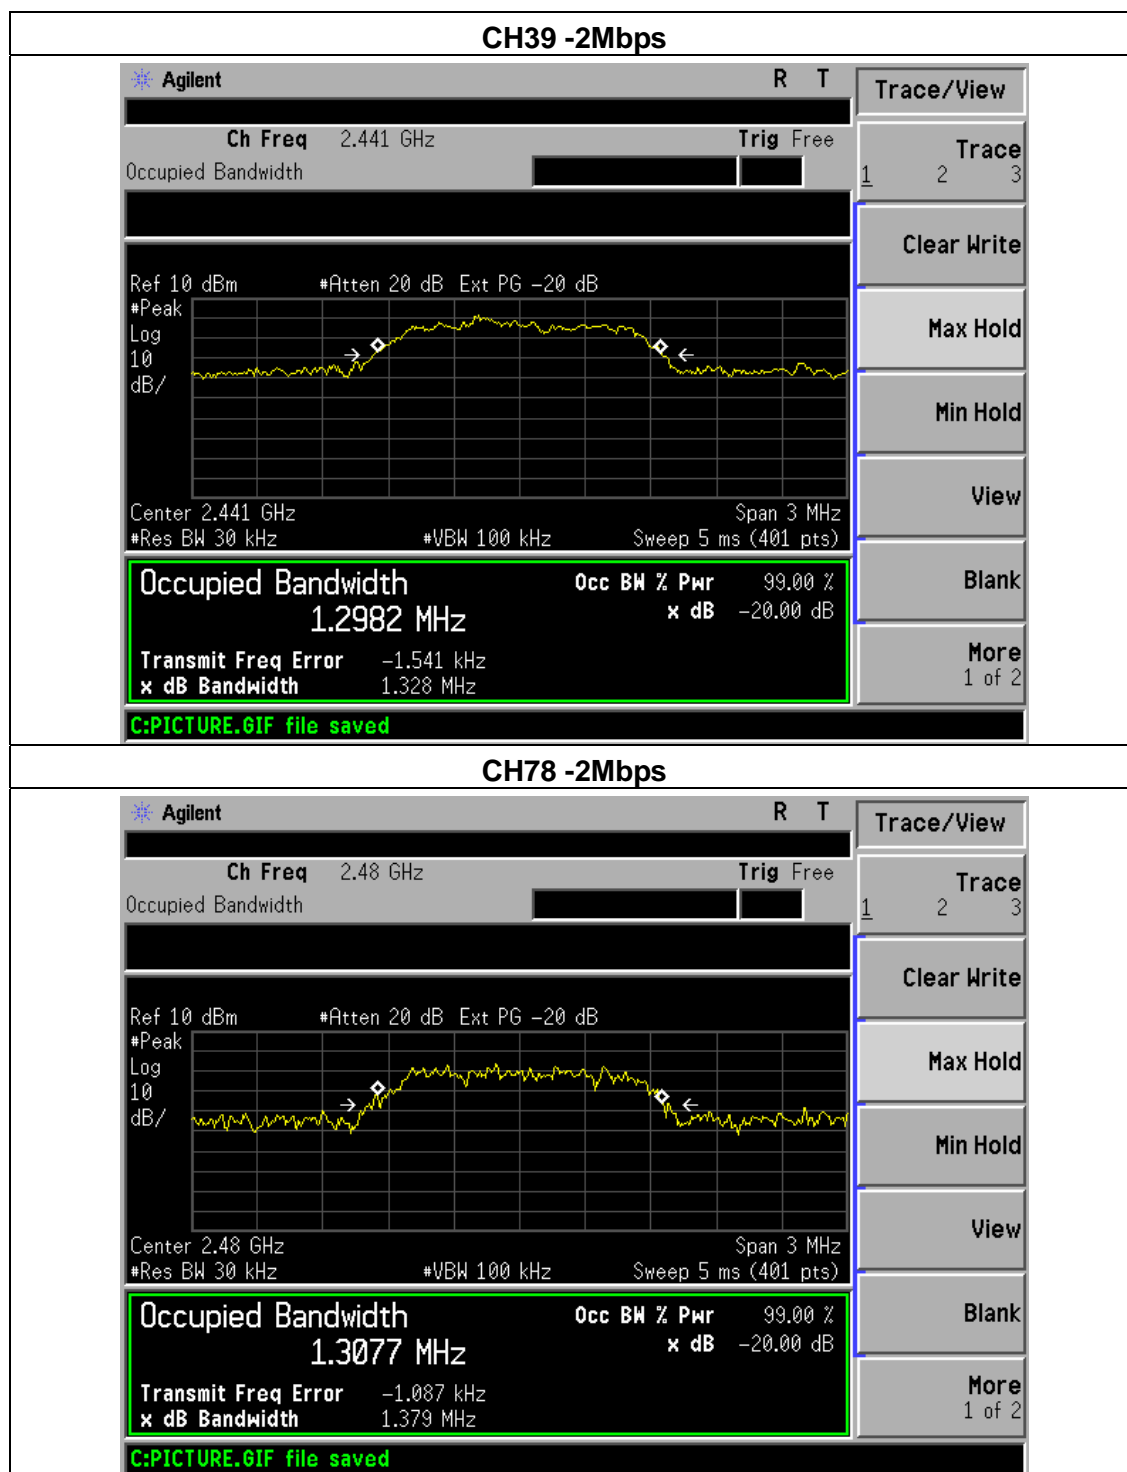 CH39 -2Mbps
Agilent R T
Trace/View
Ch Freq 2.441 GHz Trig Free
Occupied Bandwidth
Trace
1 2 3
Clear Write
Ref 10 dBm #Atten 20 dB Ext PG -20 dB
#Peak
Log
10
dB/
Max Hold
Min Hold
View
Center 2.441 GHz Span 3 MHz
#Res BW 30 kHz #VBW 100 kHz Sweep 5 ms (401 pts)
Occupied Bandwidth Occ BW % Pwr 99.00 %
1.2982 MHz x dB -20.00 dB
Blank
Transmit Freq Error -1.541 kHz
x dB Bandwidth 1.328 MHz
More
1 of 2
C:PICTURE.GIF file saved
CH78 -2Mbps
Agilent R T
Trace/View
Ch Freq 2.48 GHz Trig Free
Occupied Bandwidth
Trace
1 2 3
Clear Write
Ref 10 dBm #Atten 20 dB Ext PG -20 dB
#Peak
Log
10
dB/
Max Hold
Min Hold
View
Center 2.48 GHz Span 3 MHz
#Res BW 30 kHz #VBW 100 kHz Sweep 5 ms (401 pts)
Occupied Bandwidth Occ BW % Pwr 99.00 %
1.3077 MHz x dB -20.00 dB
Blank
Transmit Freq Error -1.087 kHz
x dB Bandwidth 1.379 MHz
More
1 of 2
C:PICTURE.GIF file saved